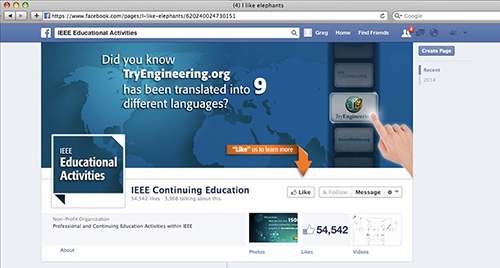 (4) I like elephants
https://www.facebook.com/pages/I-like-elephants/620240024730151
Google
IEEE Educational Activities
Greg Home Find Friends
Did you know
TryEngineering.org
has been translated into 9
different languages?
TryEngineering
"Like" us to learn more
IEEE
Educational
Activities
Create Page
Recent
2014
IEEE Continuing Education
54,542 likes · 3,968 talking about this
Like Follow Message
Non-Profit Organization
Professional and Continuing Education Activities within IEEE
About
54,542
Photos Likes Videos